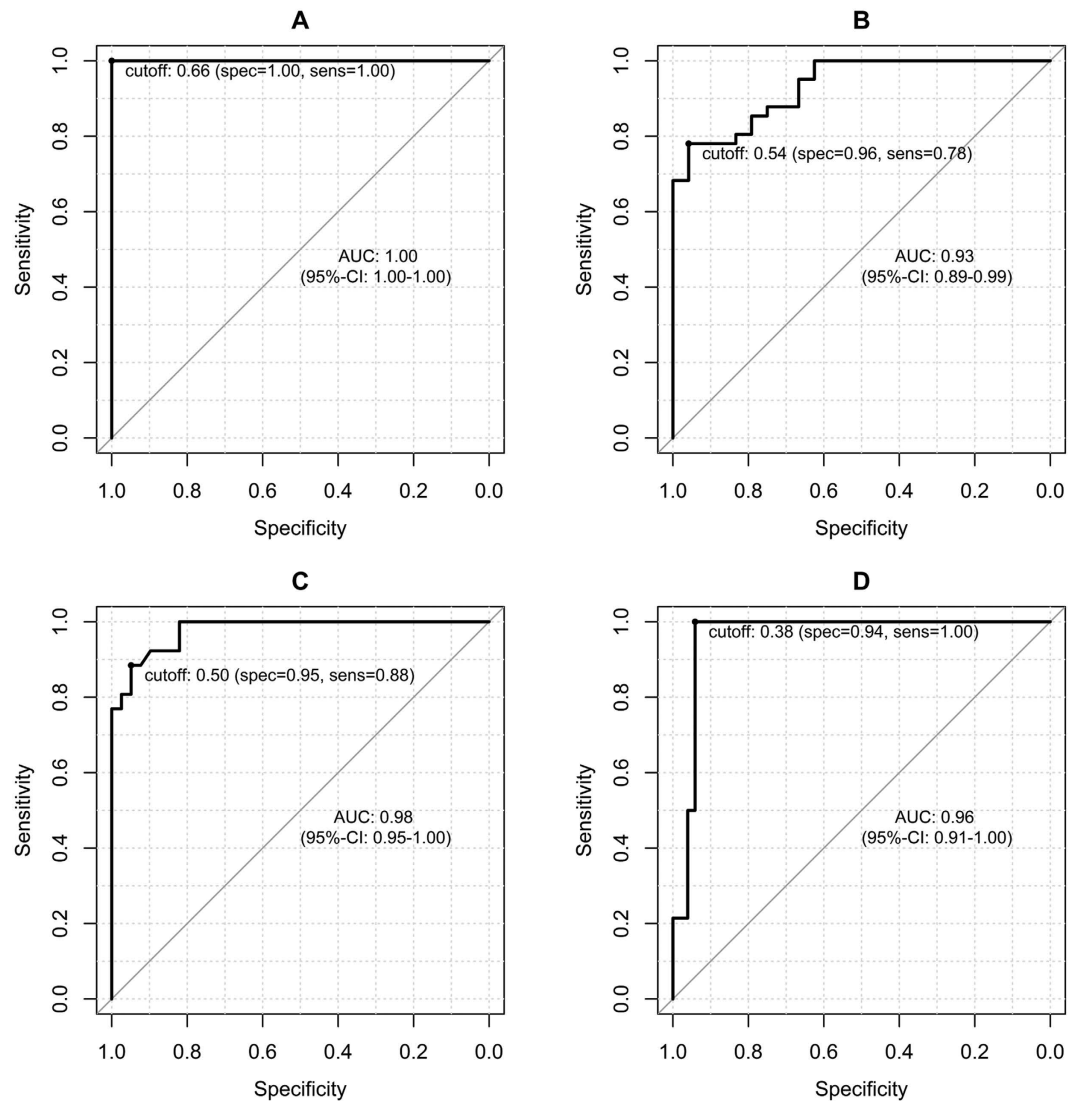 A
1.0
0.8
0.6
0.4
0.2
0.0
Sensitivity
cutoff: 0.66 (spec=1.00, sens=1.00)
AUC: 1.00
(95%-CI: 1.00-1.00)
1.0 0.8 0.6 0.4 0.2 0.0
Specificity
B
1.0
0.8
0.6
0.4
0.2
0.0
Sensitivity
cutoff: 0.54 (spec=0.96, sens=0.78)
AUC: 0.93
(95%-CI: 0.89-0.99)
1.0 0.8 0.6 0.4 0.2 0.0
Specificity
C
1.0
0.8
0.6
0.4
0.2
0.0
Sensitivity
cutoff: 0.50 (spec=0.95, sens=0.88)
AUC: 0.98
(95%-CI: 0.95-1.00)
1.0 0.8 0.6 0.4 0.2 0.0
Specificity
D
1.0
0.8
0.6
0.4
0.2
0.0
Sensitivity
cutoff: 0.38 (spec=0.94, sens=1.00)
AUC: 0.96
(95%-CI: 0.91-1.00)
1.0 0.8 0.6 0.4 0.2 0.0
Specificity